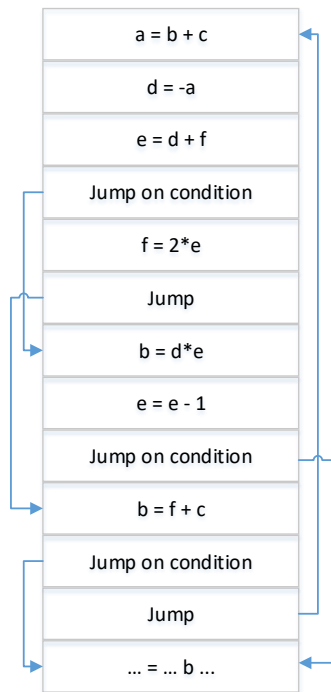 a = b + c
d = -a
e = d + f
Jump on condition
f = 2*e
Jump
b = d*e
e = e - 1
Jump on condition
b = f + c
Jump on condition
Jump
... = ... b ...